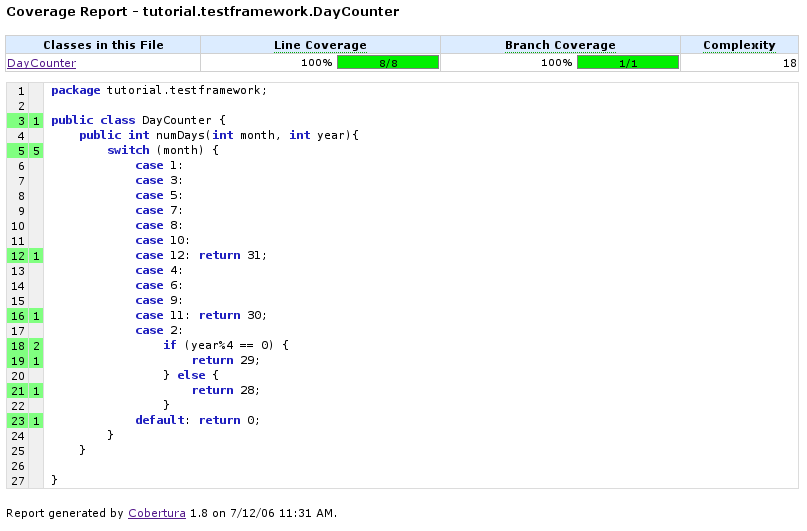 Coverage Report - tutorial.testframework.DayCounter
Classes in this File Line Coverage Branch Coverage Complexity
DayCounter 100% 8/8 100% 1/1 18
1 package tutorial.testframework;
2
3 1 public class DayCounter {
4 public int numDays(int month, int year){
5 5 switch (month) {
6 case 1:
7 case 3:
8 case 5:
9 case 7:
10 case 8:
11 case 10:
12 1 case 12: return 31;
13 case 4:
14 case 6:
15 case 9:
16 1 case 11: return 30;
17 case 2:
18 2 if (year%4 == 0) {
19 1 return 29;
20 } else {
21 1 return 28;
22 }
23 1 default: return 0;
24 }
25 }
26
27 }
Report generated by Cobertura 1.8 on 7/12/06 11:31 AM.